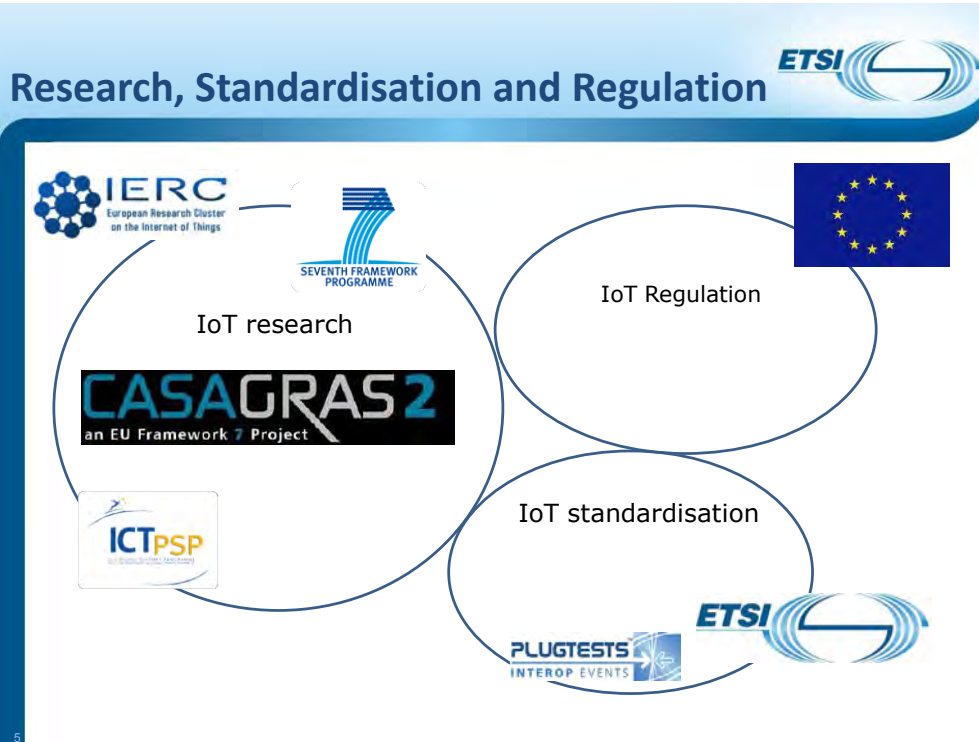 Research, Standardisation and Regulation
ETSI
IERC
European Research Cluster
on the Internet of Things
SEVENTH FRAMEWORK
PROGRAMME
IoT research
CASAGRAS2
an EU Framework 7 Project
ICTPSP
IoT Regulation
IoT standardisation
PLUGTESTS™
INTEROP EVENTS
ETSI
5